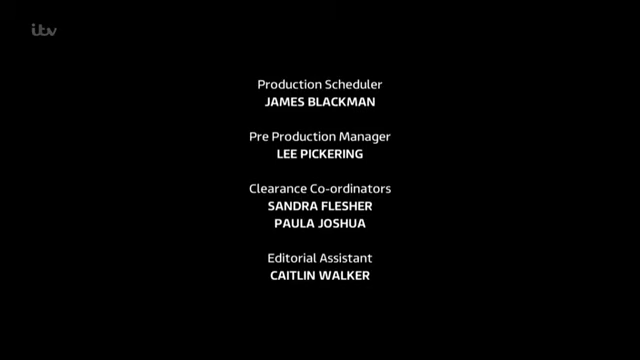 itv
Production Scheduler
JAMES BLACKMAN
Pre Production Manager
LEE PICKERING
Clearance Co-ordinators
SANDRA FLESHER
PAULA JOSHUA
Editorial Assistant
CAITLIN WALKER